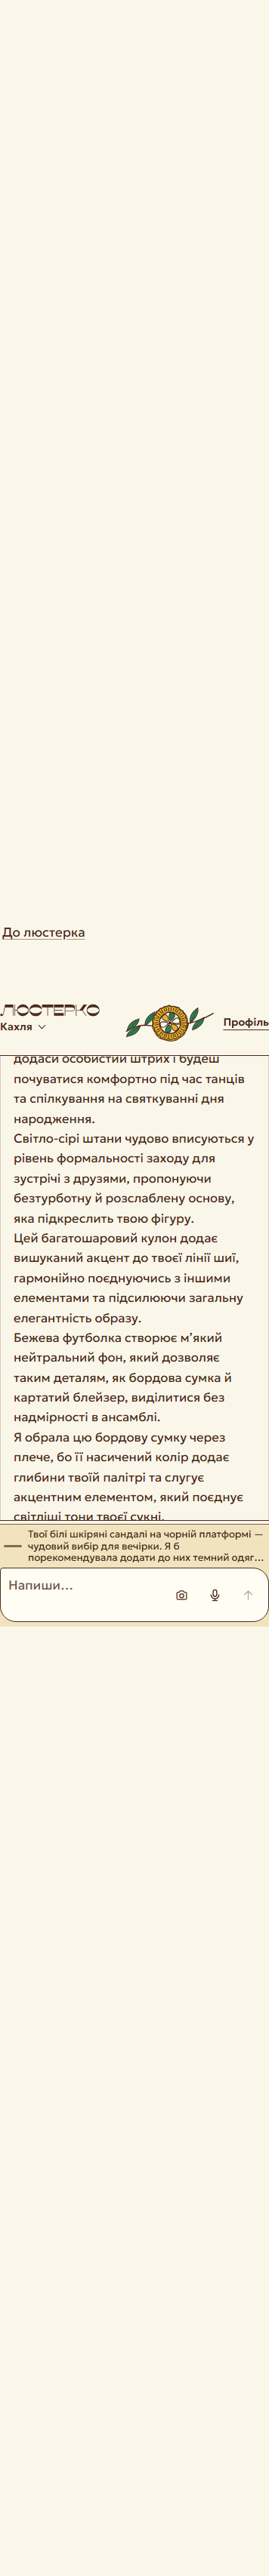 До люстерка
ЛЮСТЕРКО
Кахля
Профіль
додаси особистий штрих і будеш
почуватися комфортно під час танців
та спілкування на святкуванні дня
народження.
Світло-сірі штани чудово вписуються у
рівень формальності заходу для
зустрічі з друзями, пропонуючи
безтурботну й розслаблену основу,
яка підкреслить твою фігуру.
Цей багатошаровий кулон додає
вишуканий акцент до твоєї лінії шиї,
гармонійно поєднуючись з іншими
елементами та підсилюючи загальну
елегантність образу.
Бежева футболка створює м’який
нейтральний фон, який дозволяє
таким деталям, як бордова сумка й
картатий блейзер, виділитися без
надмірності в ансамблі.
Я обрала цю бордову сумку через
плече, бо її насичений колір додає
глибини твоїй палітрі та слугує
акцентним елементом, який поєднує
світліші тони твоєї сукні.
Твої білі шкіряні сандалі на чорній платформі —
чудовий вибір для вечірки. Я б
порекомендувала додати до них темний одяг...
Напиши...